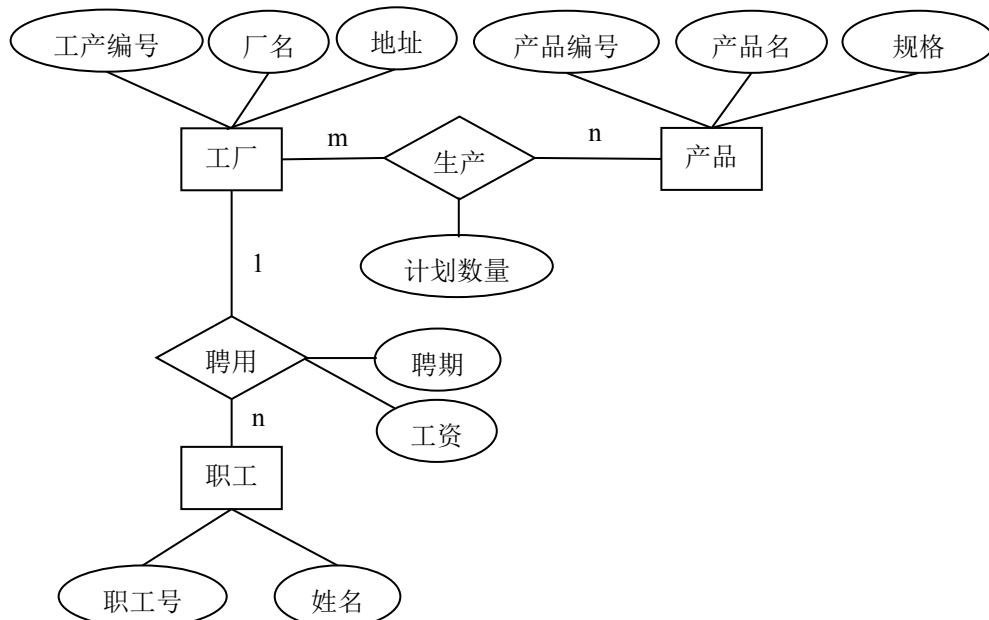 工产编号
厂名
地址
产品编号
产品名
规格
工厂
m
生产
n
产品
计划数量
1
聘用
聘期
n
工资
职工
职工号
姓名